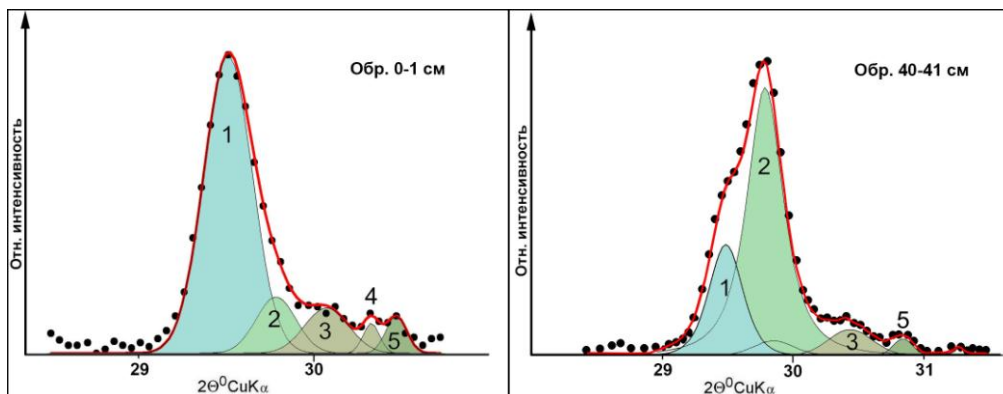 Отн. интенсивность
Обр. 0-1 см
1
2
3
4
5
29
30
2Θ⁰CuKα
Отн. интенсивность
Обр. 40-41 см
1
2
3
5
29
30
31
2Θ⁰CuKα